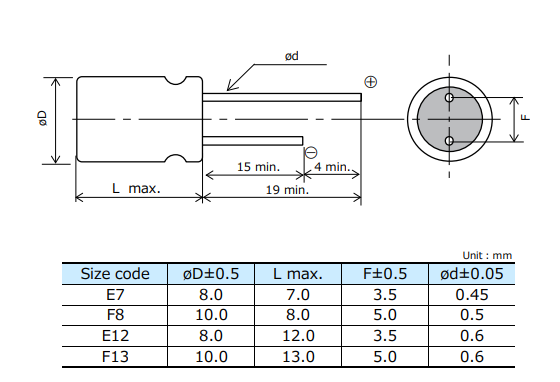 ød
⊕
øD
F
⊖
15 min.
4 min.
L max.
19 min.
Unit : mm
Size code øD±0.5 L max. F±0.5 ød±0.05
E7 8.0 7.0 3.5 0.45
F8 10.0 8.0 5.0 0.5
E12 8.0 12.0 3.5 0.6
F13 10.0 13.0 5.0 0.6